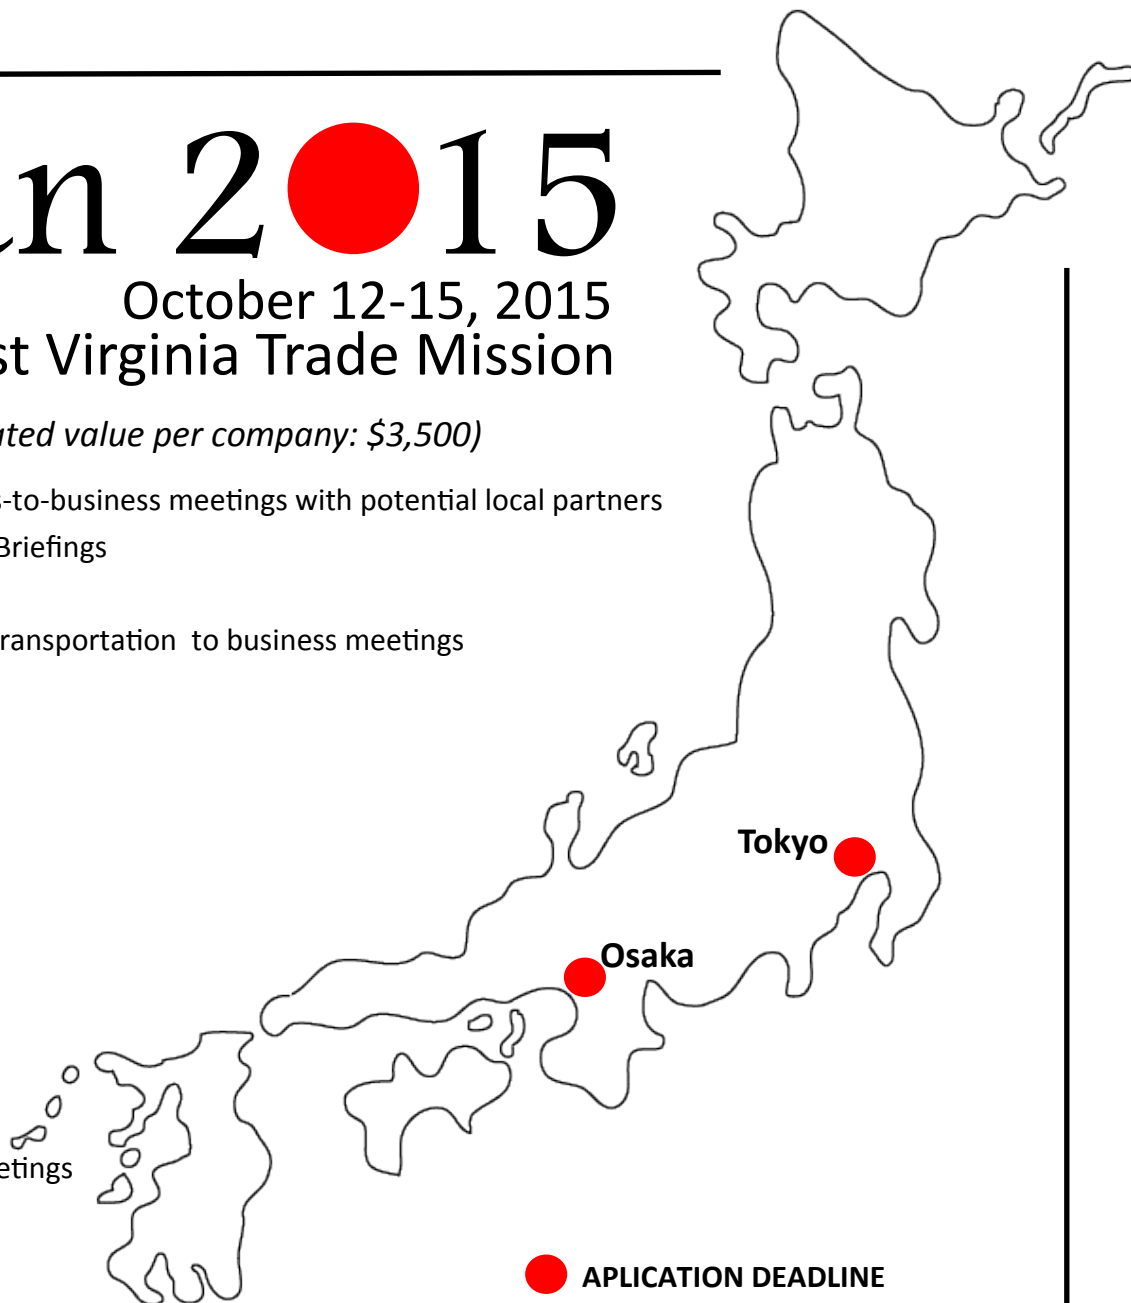 an 2015
October 12-15, 2015
st Virginia Trade Mission
ated value per company: $3,500)
s-to-business meetings with potential local partners
Briefings
ransportation to business meetings
Tokyo
Osaka
etings
APLICATION DEADLINE